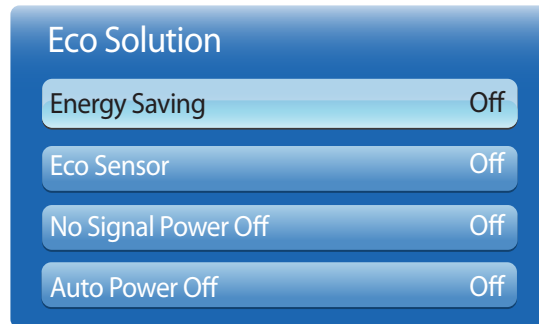 Eco Solution
Energy Saving Off
Eco Sensor Off
No Signal Power Off Off
Auto Power Off Off